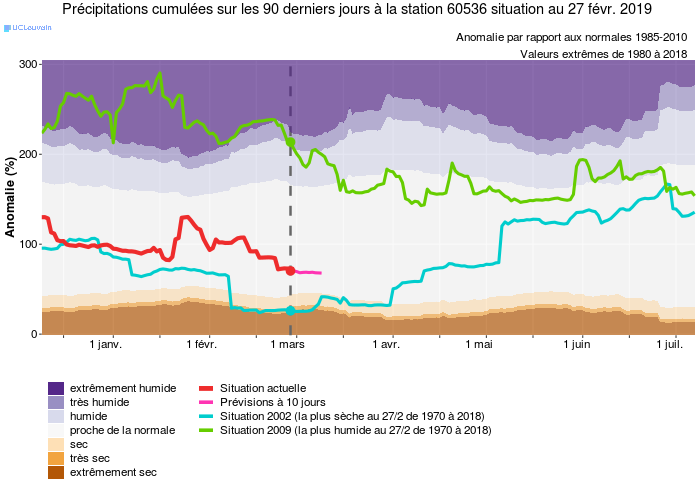 Précipitations cumulées sur les 90 derniers jours à la station 60536 situation au 27 févr. 2019
UCLouvain
Anomalie par rapport aux normales 1985-2010
Valeurs extrêmes de 1980 à 2018
300
200
100
0
Anomalie (%)
1 janv.
1 févr.
1 mars
1 avr.
1 mai
1 juin
1 juil.
extrêmement humide
très humide
humide
proche de la normale
sec
très sec
extrêmement sec
Situation actuelle
Prévisions à 10 jours
Situation 2002 (la plus sèche au 27/2 de 1970 à 2018)
Situation 2009 (la plus humide au 27/2 de 1970 à 2018)